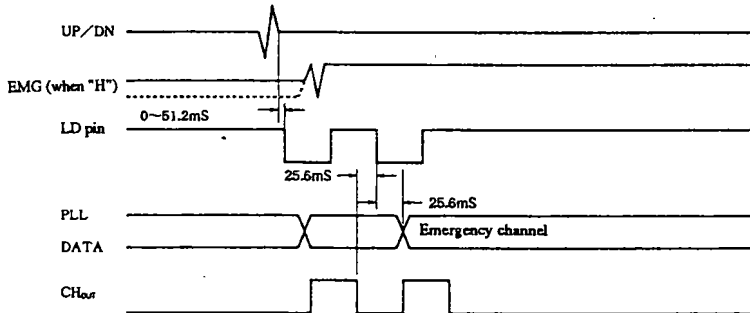 UP/DN
EMG (when "H")
0~51.2mS
LD pin
25.6mS
25.6mS
PLL
Emergency channel
DATA
CHOUT